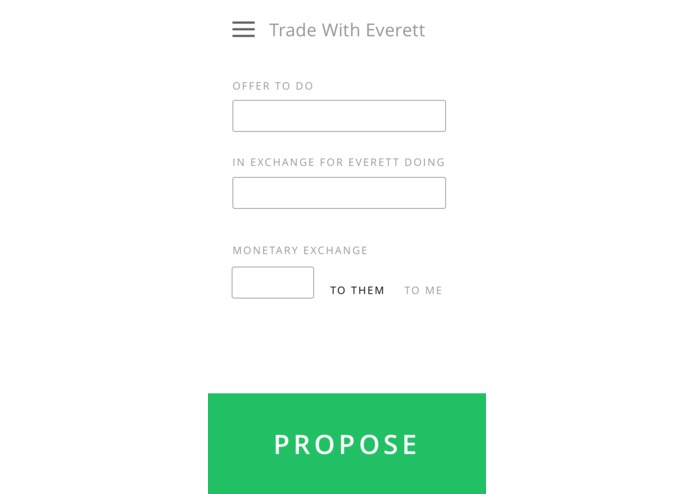 Trade With Everett
OFFER TO DO
IN EXCHANGE FOR EVERETT DOING
MONETARY EXCHANGE
TO THEM TO ME
PROPOSE